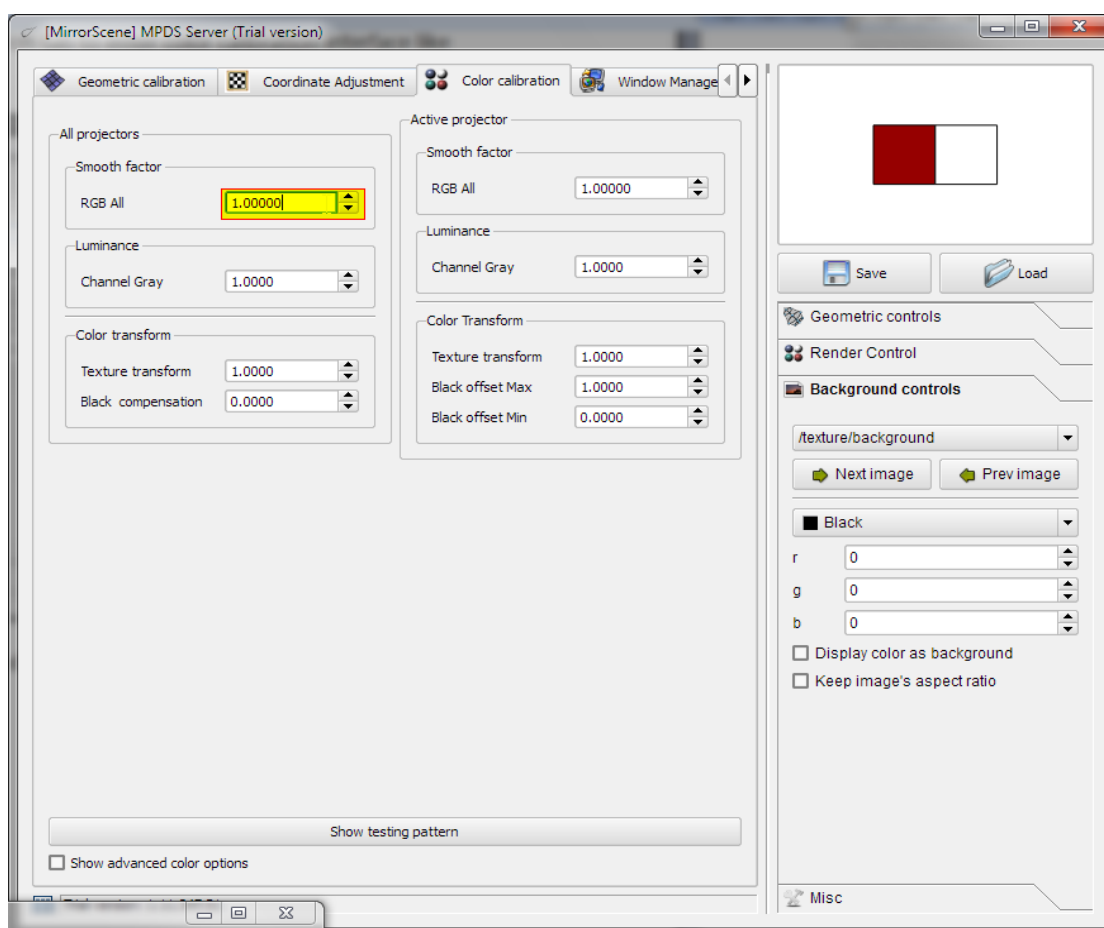 [MirrorScene] MPDS Server (Trial version)
Geometric calibration
Coordinate Adjustment
Color calibration
Window Manage
All projectors
Smooth factor
RGB All 1.00000
Luminance
Channel Gray 1.0000
Color transform
Texture transform 1.0000
Black compensation 0.0000
Active projector
Smooth factor
RGB All 1.00000
Luminance
Channel Gray 1.0000
Color Transform
Texture transform 1.0000
Black offset Max 1.0000
Black offset Min 0.0000
Show testing pattern
Show advanced color options
Save
Load
Geometric controls
Render Control
Background controls
/texture/background
Next image
Prev image
Black
r 0
g 0
b 0
Display color as background
Keep image's aspect ratio
Misc